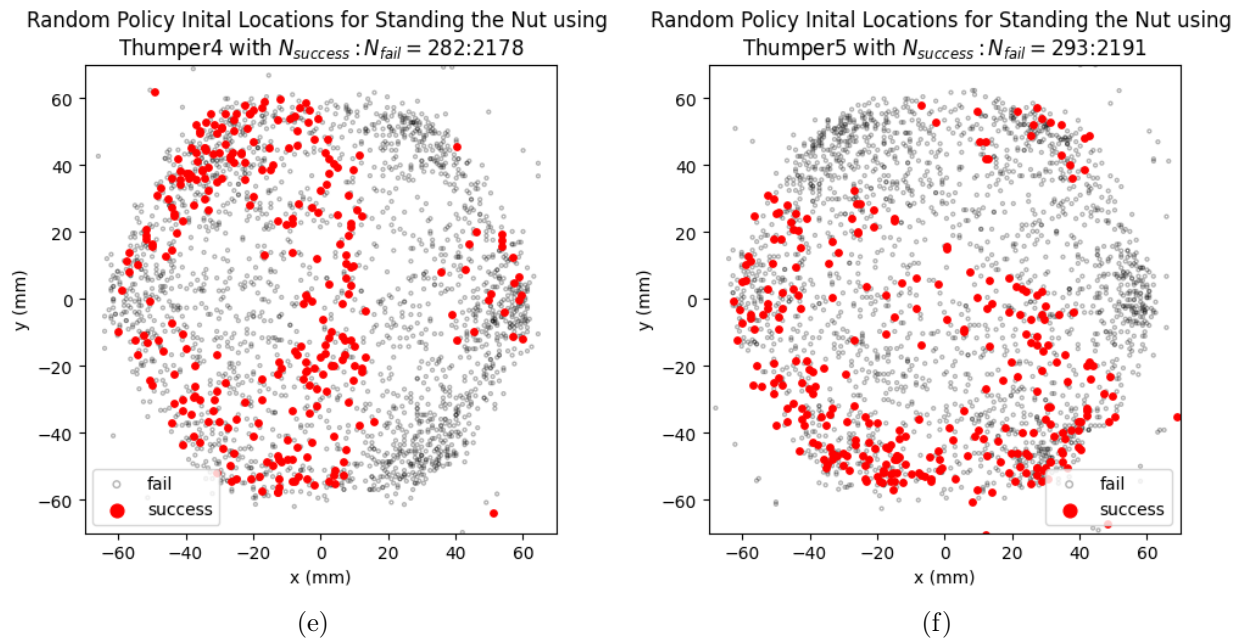 Random Policy Inital Locations for Standing the Nut using
Thumper4 with N_success : N_fail = 282:2178
60
40
20
0
−20
−40
−60
y (mm)
fail
success
−60 −40 −20 0 20 40 60
x (mm)
(e)
Random Policy Inital Locations for Standing the Nut using
Thumper5 with N_success : N_fail = 293:2191
60
40
20
0
−20
−40
−60
y (mm)
fail
success
−60 −40 −20 0 20 40 60
x (mm)
(f)